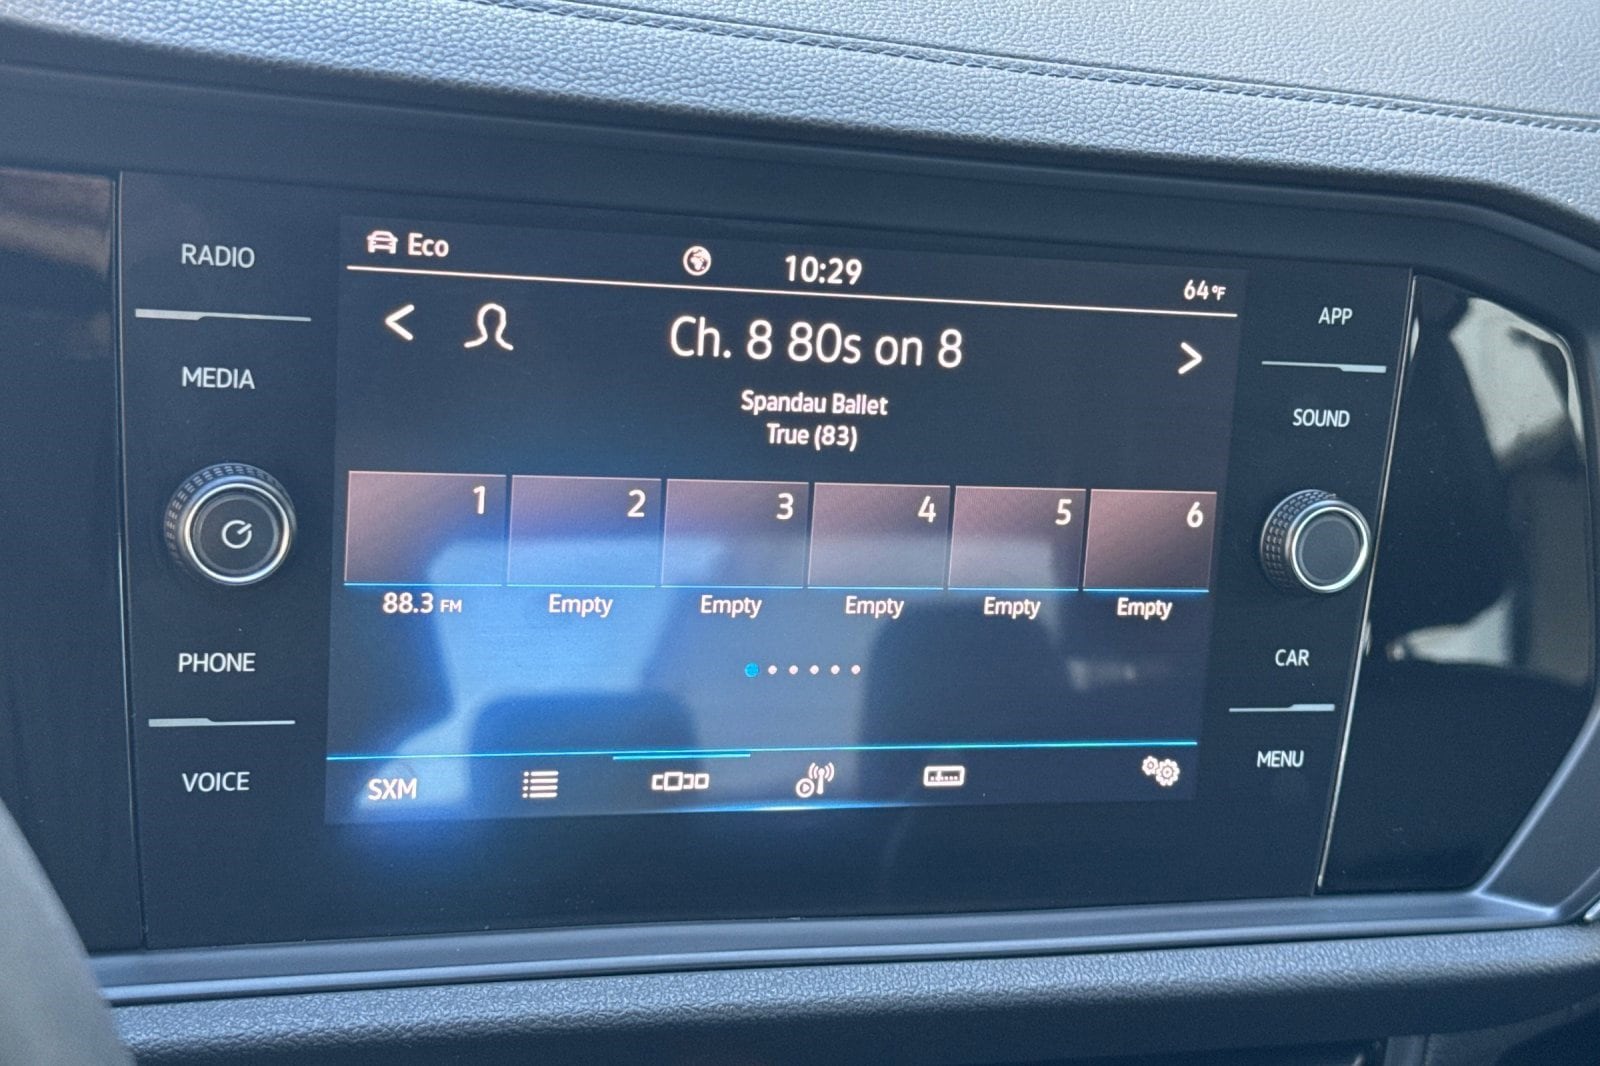 RADIO
MEDIA
PHONE
VOICE
Eco
10:29
64°F
Ch. 8 80s on 8
Spandau Ballet
True (83)
1 2 3 4 5 6
88.3 FM Empty Empty Empty Empty Empty
SXM
APP
SOUND
CAR
MENU